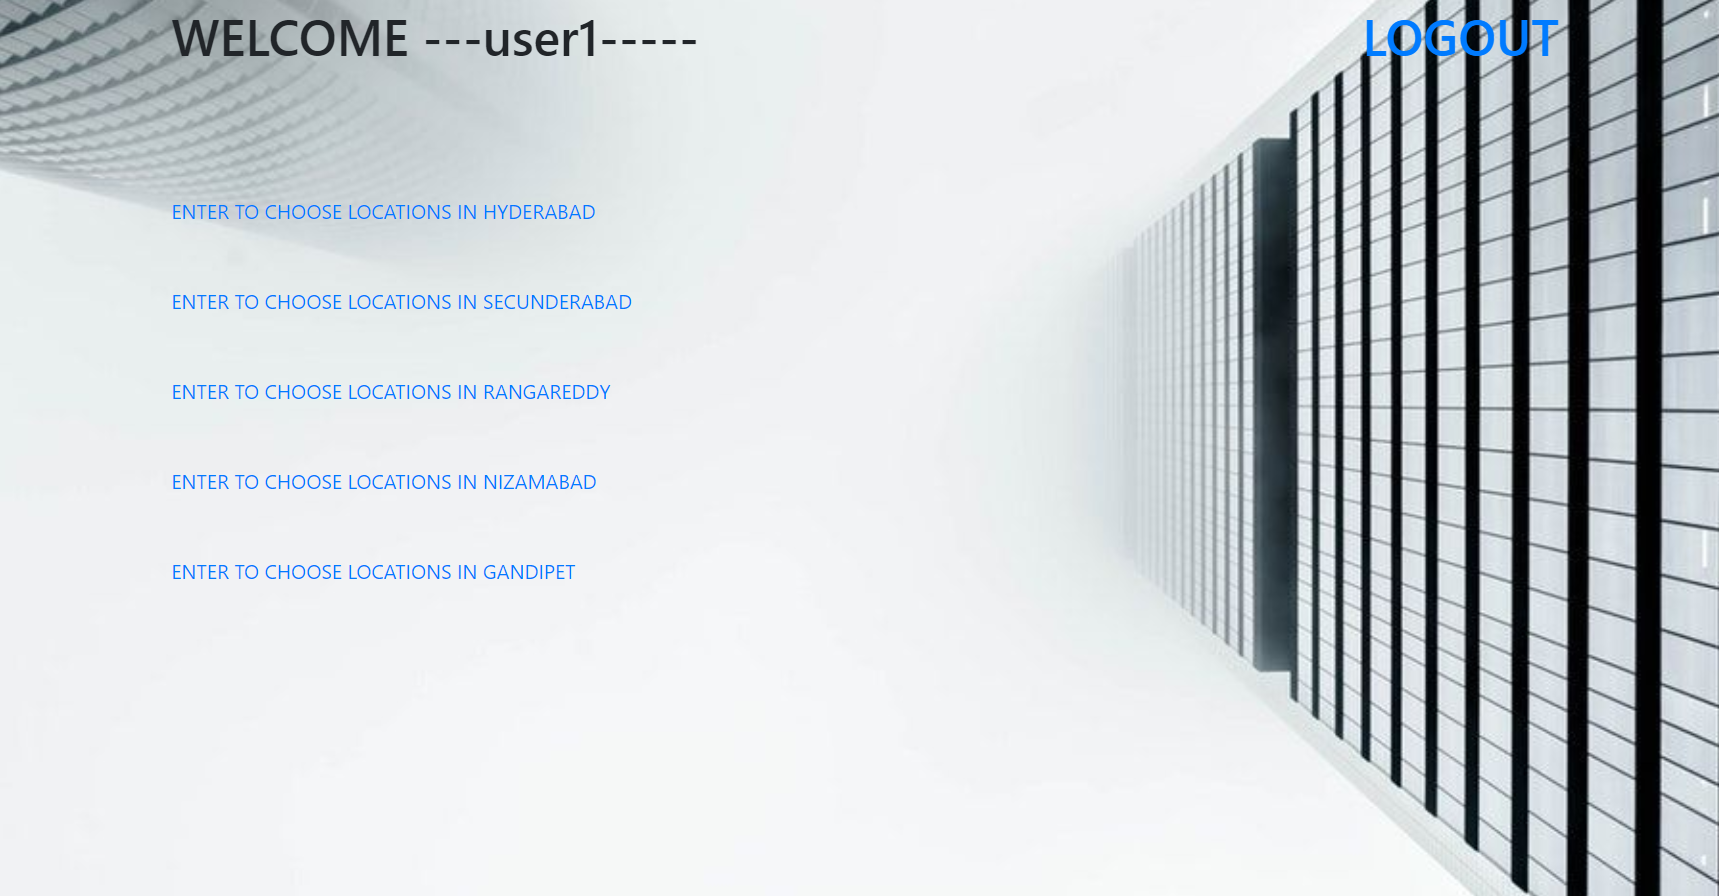 WELCOME ---user1-----
LOGOUT
ENTER TO CHOOSE LOCATIONS IN HYDERABAD
ENTER TO CHOOSE LOCATIONS IN SECUNDERABAD
ENTER TO CHOOSE LOCATIONS IN RANGAREDDY
ENTER TO CHOOSE LOCATIONS IN NIZAMABAD
ENTER TO CHOOSE LOCATIONS IN GANDIPET